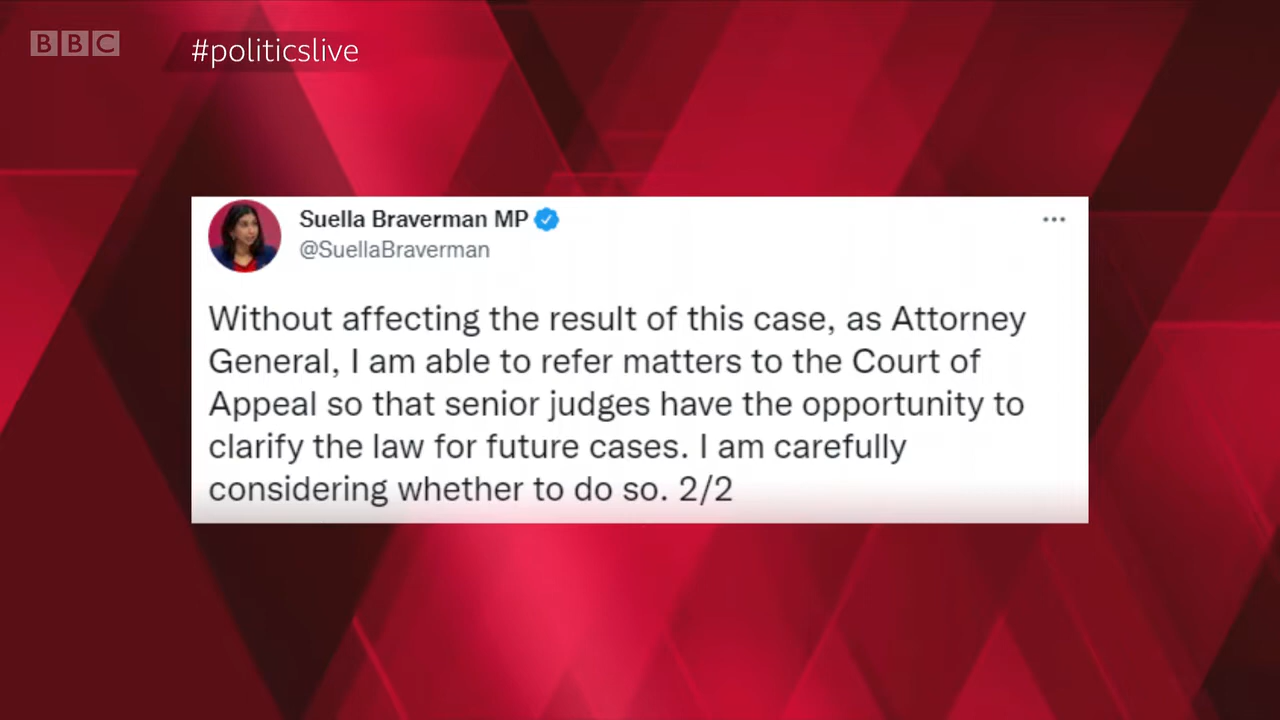 BBC
#politicslive
Suella Braverman MP
@SuellaBraverman
Without affecting the result of this case, as Attorney
General, I am able to refer matters to the Court of
Appeal so that senior judges have the opportunity to
clarify the law for future cases. I am carefully
considering whether to do so. 2/2